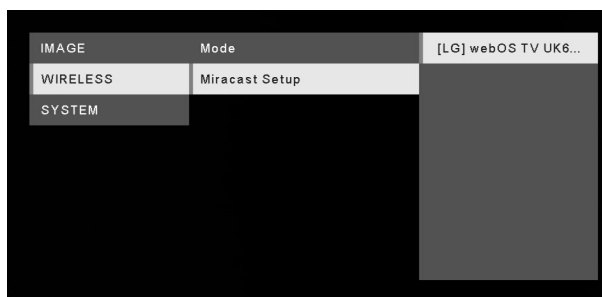 IMAGE
Mode
[LG] webOS TV UK6...
WIRELESS
Miracast Setup
SYSTEM